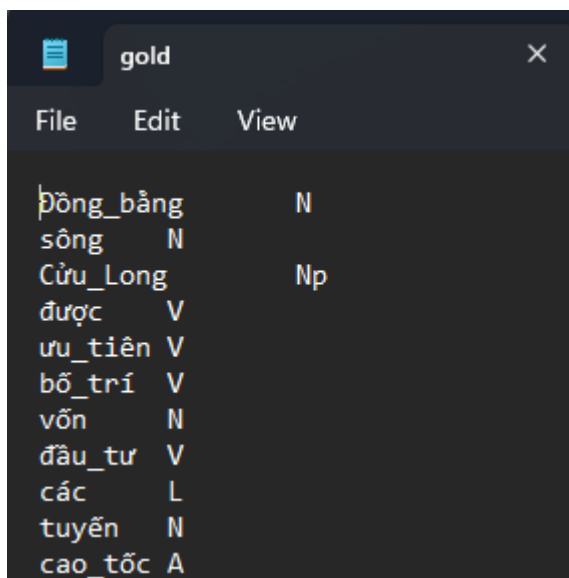 gold
File Edit View
Đồng_bằng N
sông N
Cửu_Long Np
được V
ưu_tiên V
bố_trí V
vốn N
đầu_tư V
các L
tuyến N
cao_tốc A